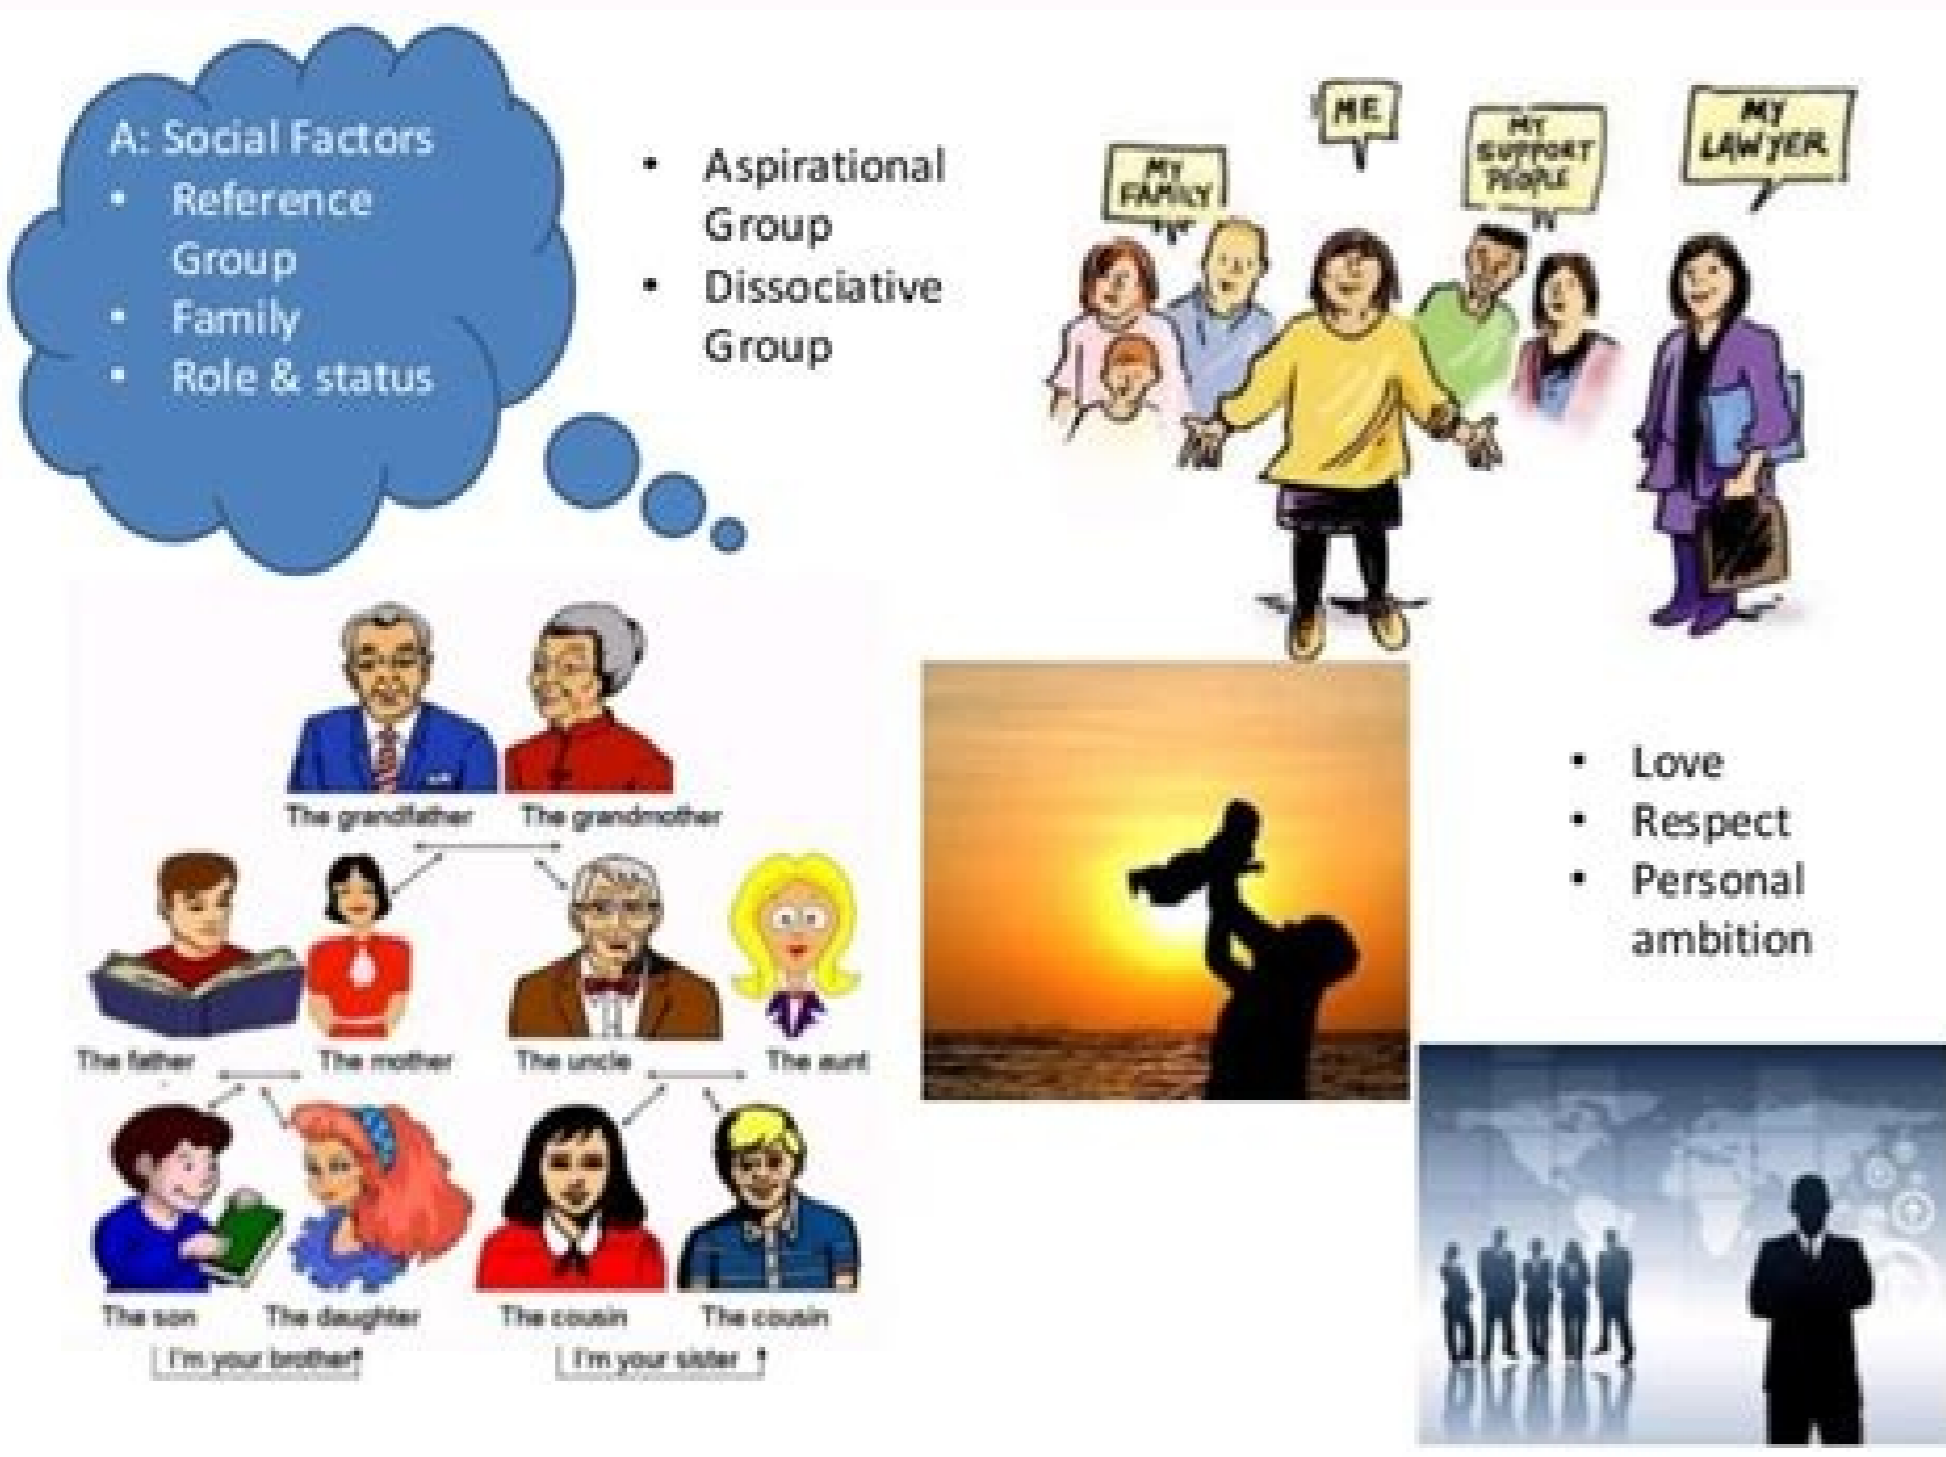 A: Social Factors
• Reference
Group
• Family
• Role & status
• Aspirational
Group
• Dissociative
Group
MY
FAMILY
ME
MY
SUPPORT
PEOPLE
MY
LAWYER
The grandfather
The grandmother
The father
The mother
The uncle
The aunt
The son
The daughter
The cousin
The cousin
I'm your brother
I'm your sister
• Love
• Respect
• Personal
ambition